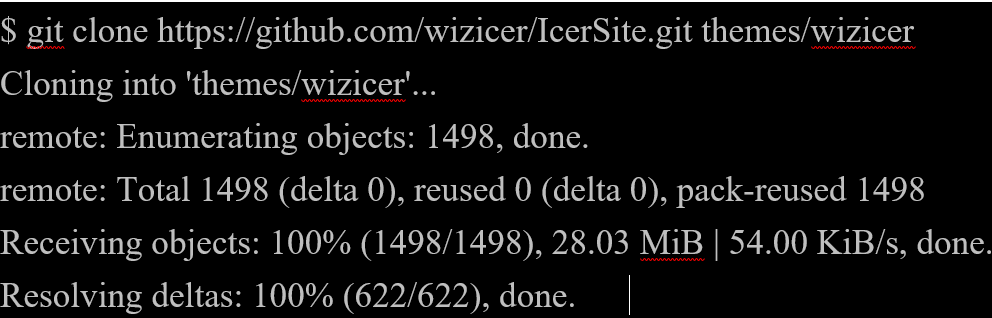 $ git clone https://github.com/wizicer/IcerSite.git themes/wizicer
Cloning into 'themes/wizicer'...
remote: Enumerating objects: 1498, done.
remote: Total 1498 (delta 0), reused 0 (delta 0), pack-reused 1498
Receiving objects: 100% (1498/1498), 28.03 MiB | 54.00 KiB/s, done.
Resolving deltas: 100% (622/622), done.